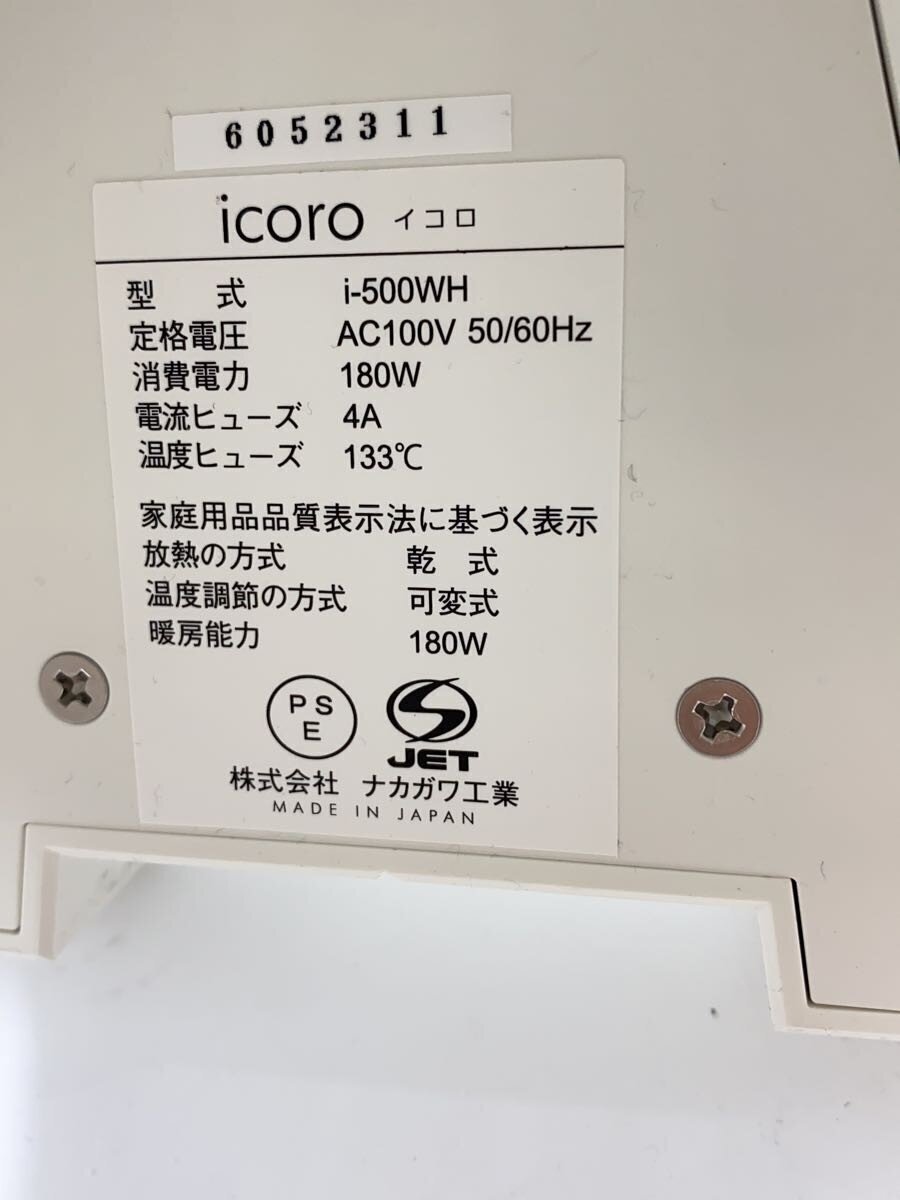 6052311
icoro イコロ
型 式 i-500WH
定格電圧 AC100V 50/60Hz
消費電力 180W
電流ヒューズ 4A
温度ヒューズ 133℃
家庭用品品質表示法に基づく表示
放熱の方式 乾 式
温度調節の方式 可変式
暖房能力 180W
PS
E
JET
株式会社 ナカガワ工業
MADE IN JAPAN